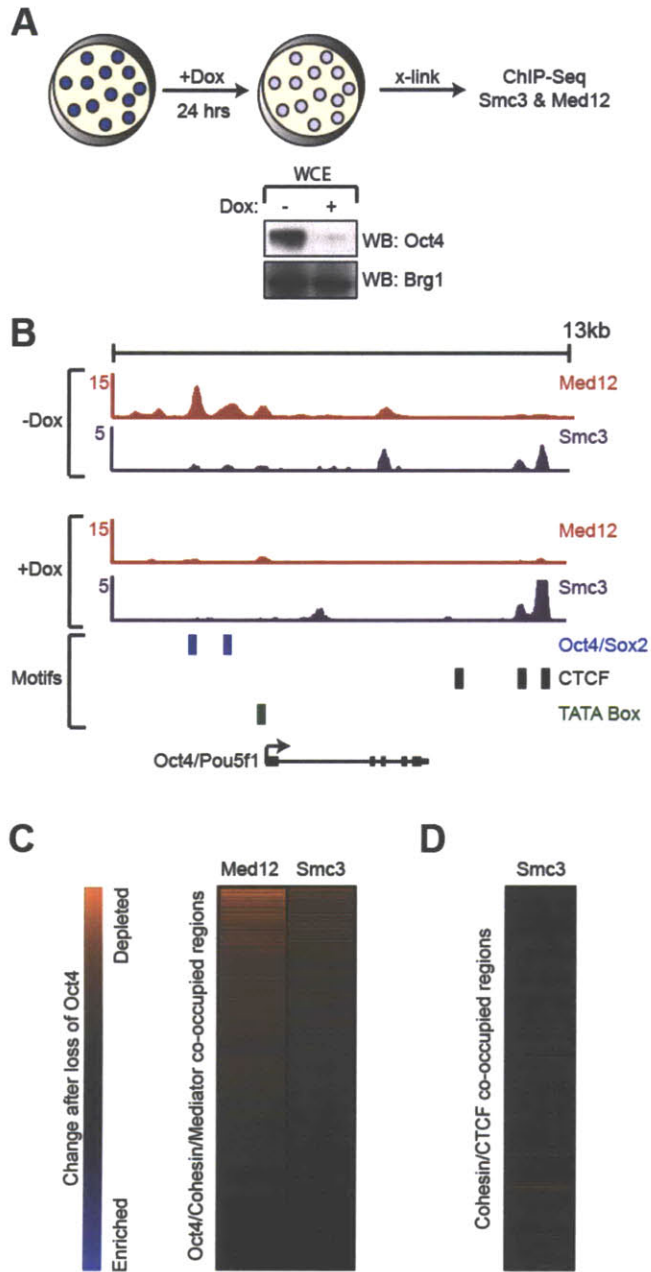 A
+Dox
24 hrs
x-link
ChIP-Seq
Smc3 & Med12
WCE
Dox: - +
WB: Oct4
WB: Brg1
B
13kb
-Dox
15
Med12
5
Smc3
+Dox
15
Med12
5
Smc3
Motifs
Oct4/Sox2
CTCF
TATA Box
Oct4/Pou5f1
C
Change after loss of Oct4
Depleted
Enriched
Med12 Smc3
Oct4/Cohesin/Mediator co-occupied regions
D
Smc3
Cohesin/CTCF co-occupied regions